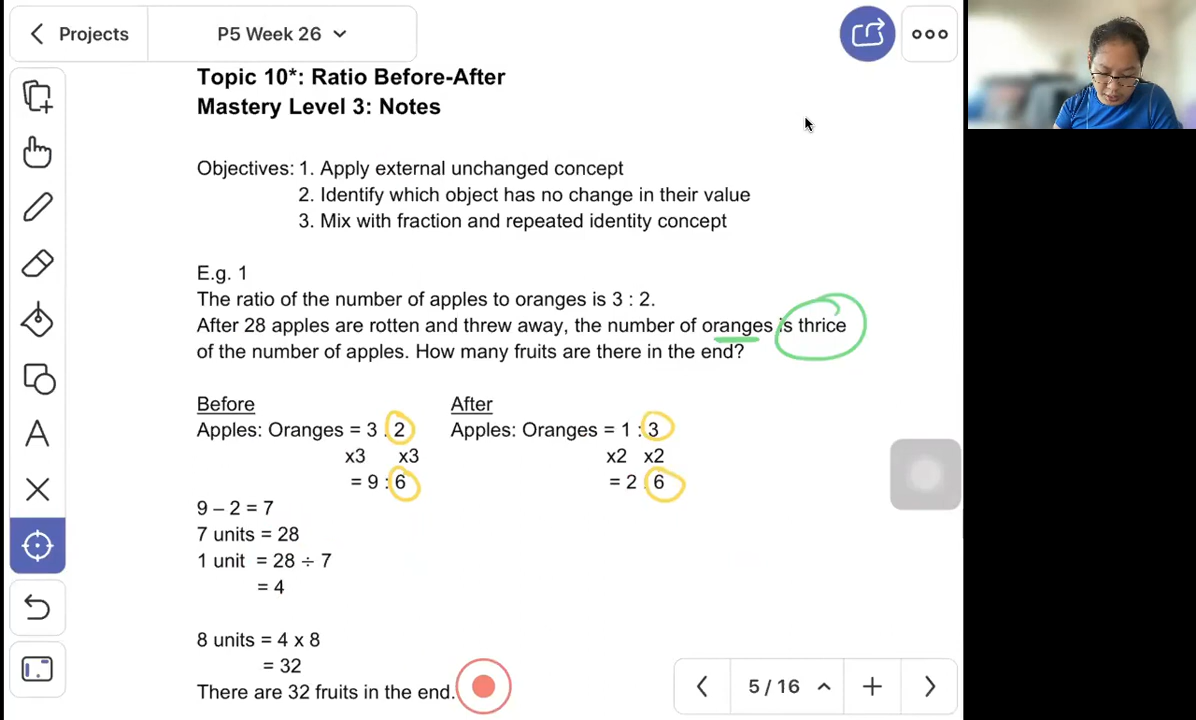 Projects
P5 Week 26
Topic 10*: Ratio Before-After
Mastery Level 3: Notes
Objectives: 1. Apply external unchanged concept
2. Identify which object has no change in their value
3. Mix with fraction and repeated identity concept
E.g. 1
The ratio of the number of apples to oranges is 3 : 2.
After 28 apples are rotten and threw away, the number of oranges is thrice
of the number of apples. How many fruits are there in the end?
Before After
Apples: Oranges = 3 : 2 Apples: Oranges = 1 : 3
x3 x3 x2 x2
= 9 : 6 = 2 : 6
9 – 2 = 7
7 units = 28
1 unit = 28 ÷ 7
= 4
8 units = 4 x 8
= 32
There are 32 fruits in the end.
5 / 16